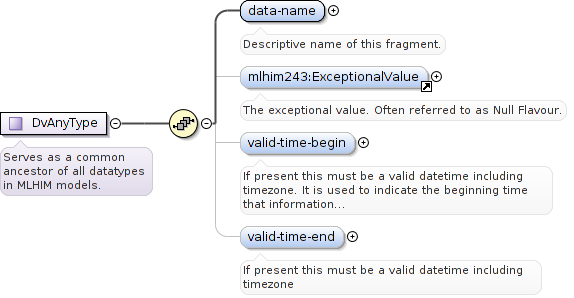 data-name
Descriptive name of this fragment.
mlhim243:ExceptionalValue
The exceptional value. Often referred to as Null Flavour.
DvAnyType
Serves as a common
ancestor of all datatypes
in MLHIM models.
valid-time-begin
If present this must be a valid datetime including
timezone. It is used to indicate the beginning time
that information...
valid-time-end
If present this must be a valid datetime including
timezone